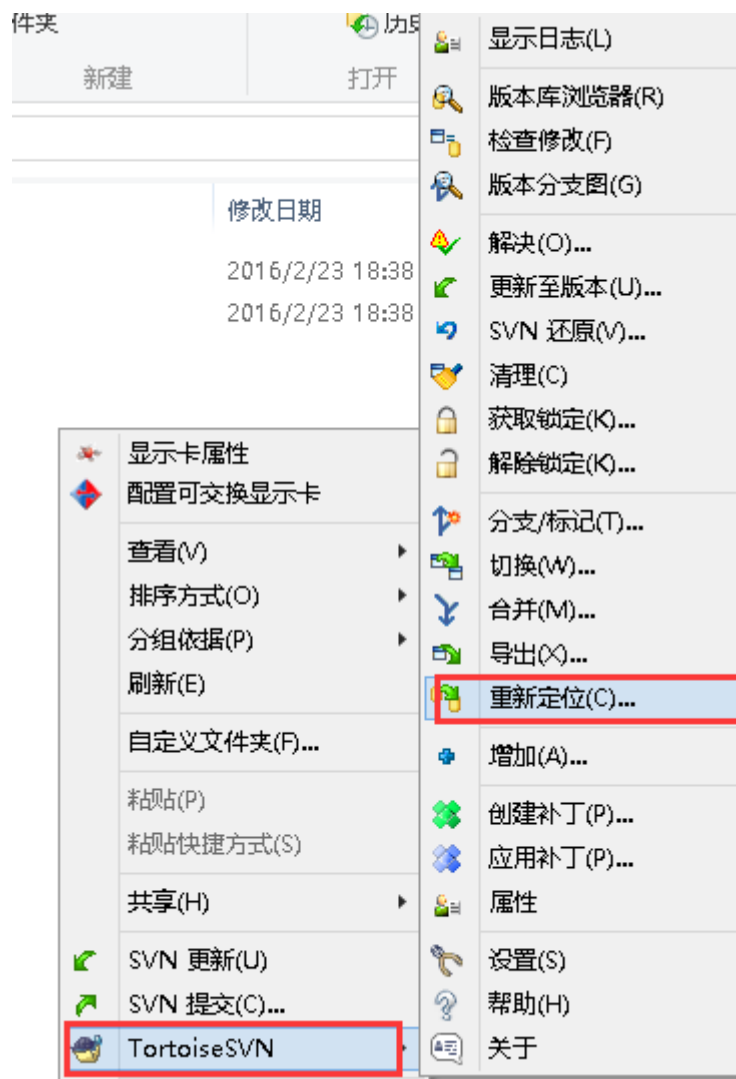 件夹
历史
新建
打开
修改日期
2016/2/23 18:38
2016/2/23 18:38
显示卡属性
配置可交换显示卡
查看(V)
排序方式(O)
分组依据(P)
刷新(E)
自定义文件夹(F)...
粘贴(P)
粘贴快捷方式(S)
共享(H)
SVN 更新(U)
SVN 提交(C)...
TortoiseSVN
显示日志(L)
版本库浏览器(R)
检查修改(F)
版本分支图(G)
解决(O)...
更新至版本(U)...
SVN 还原(V)...
清理(C)
获取锁定(K)...
解除锁定(K)...
分支/标记(T)...
切换(W)...
合并(M)...
导出(X)...
重新定位(C)...
增加(A)...
创建补丁(P)...
应用补丁(P)...
属性
设置(S)
帮助(H)
关于